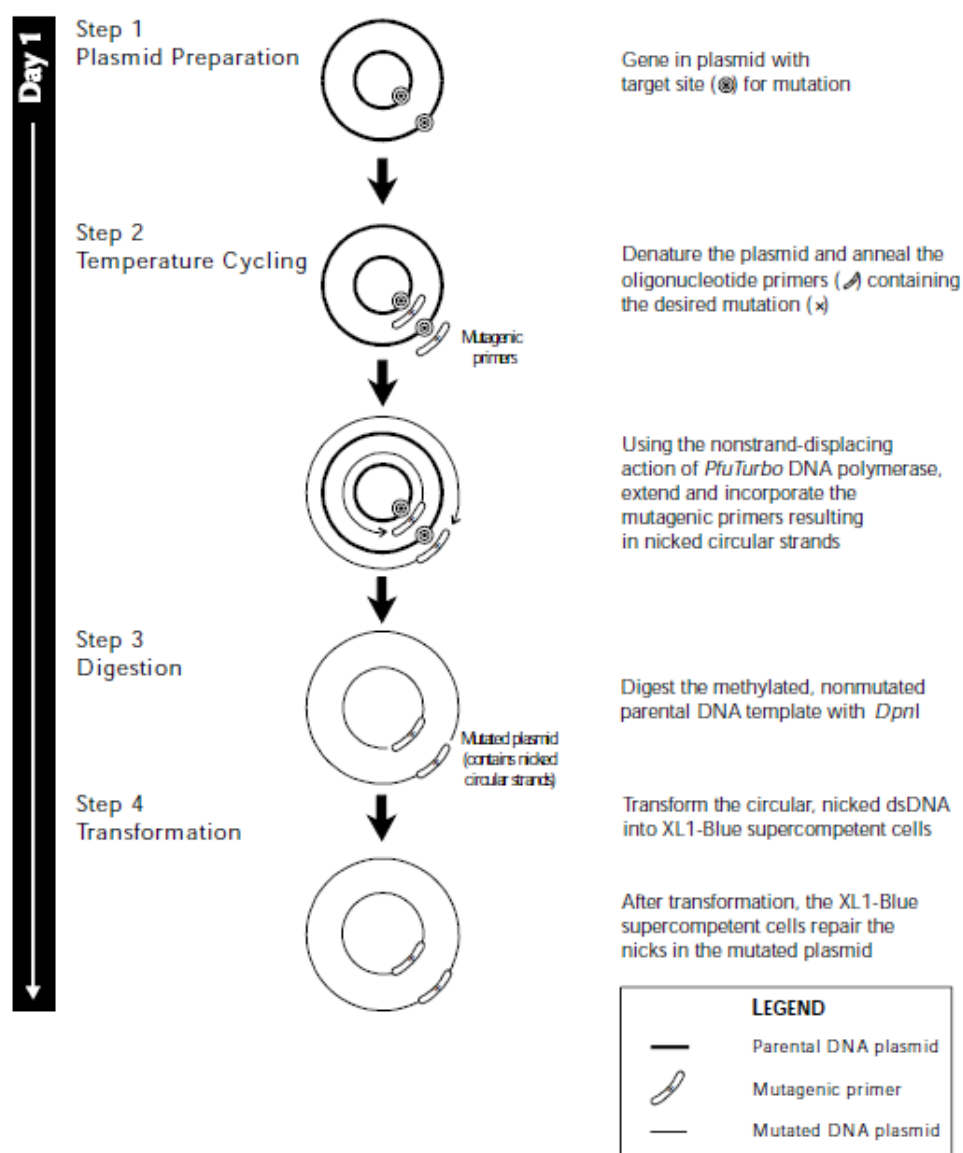 Day 1
Step 1
Plasmid Preparation
Gene in plasmid with
target site ( ) for mutation
Step 2
Temperature Cycling
Mutagenic
primers
Denature the plasmid and anneal the
oligonucleotide primers ( ) containing
the desired mutation (×)
Using the nonstrand-displacing
action of PfuTurbo DNA polymerase,
extend and incorporate the
mutagenic primers resulting
in nicked circular strands
Step 3
Digestion
Mutated plasmid
(contains nicked
circular strands)
Digest the methylated, nonmutated
parental DNA template with DpnI
Step 4
Transformation
Transform the circular, nicked dsDNA
into XL1-Blue supercompetent cells
After transformation, the XL1-Blue
supercompetent cells repair the
nicks in the mutated plasmid
LEGEND
Parental DNA plasmid
Mutagenic primer
Mutated DNA plasmid